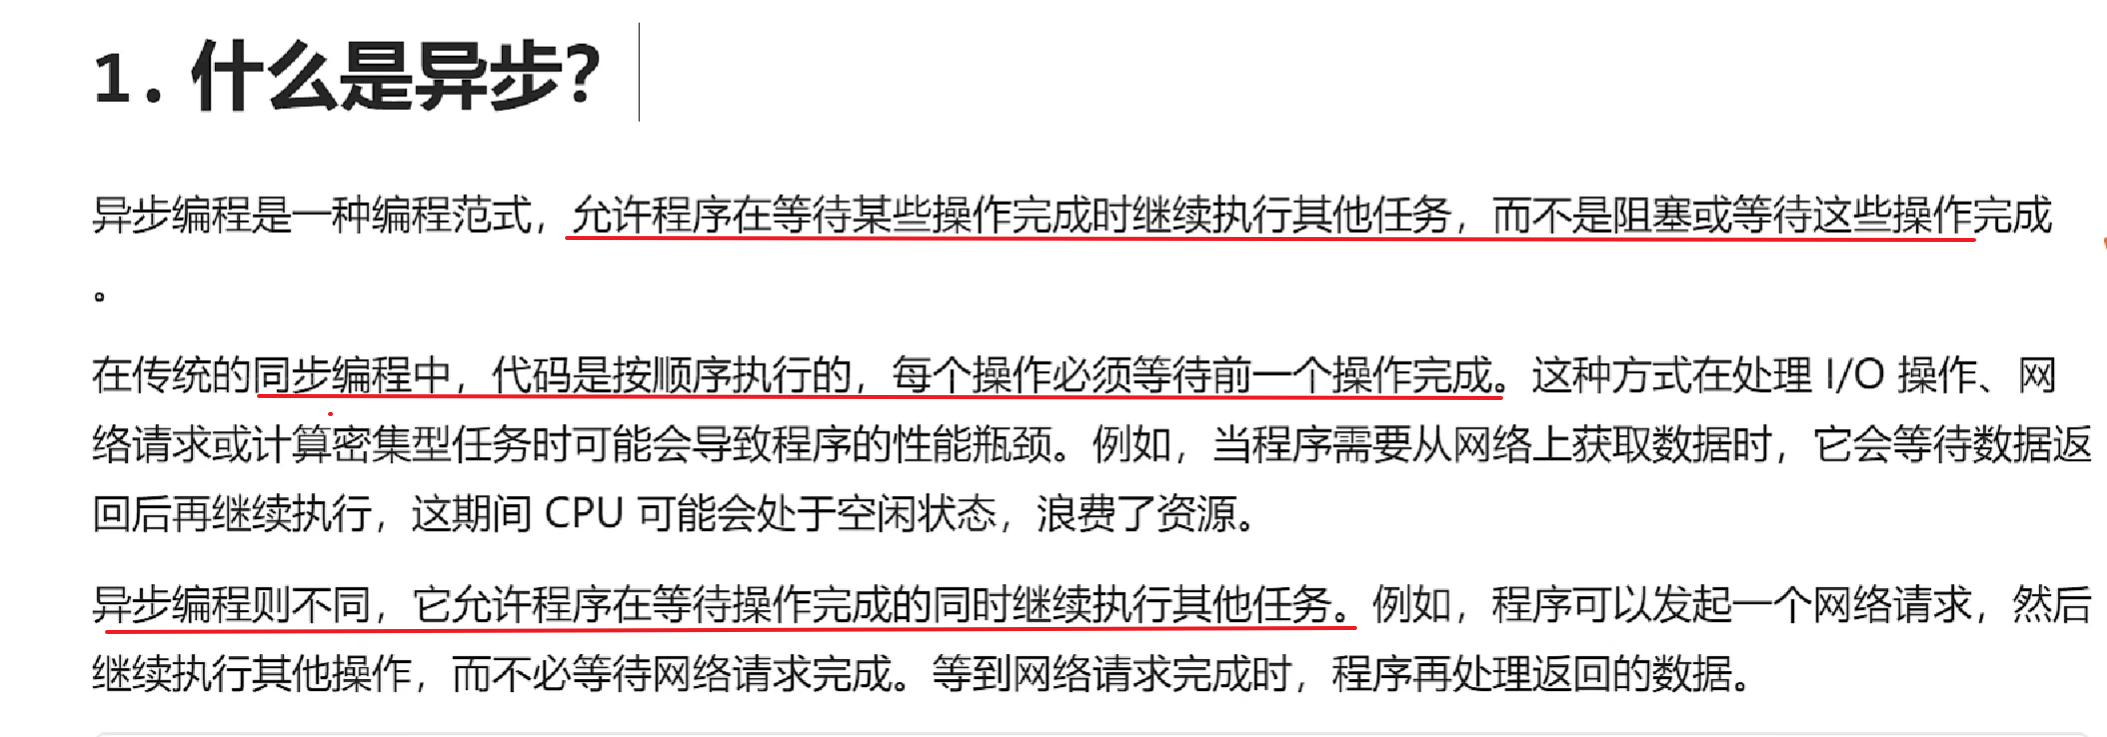 1. 什么是异步？
异步编程是一种编程范式，允许程序在等待某些操作完成时继续执行其他任务，而不是阻塞或等待这些操作完成
。
在传统的同步编程中，代码是按顺序执行的，每个操作必须等待前一个操作完成。这种方式在处理 I/O 操作、网
络请求或计算密集型任务时可能会导致程序的性能瓶颈。例如，当程序需要从网络上获取数据时，它会等待数据返
回后再继续执行，这期间 CPU 可能会处于空闲状态，浪费了资源。
异步编程则不同，它允许程序在等待操作完成的同时继续执行其他任务。例如，程序可以发起一个网络请求，然后
继续执行其他操作，而不必等待网络请求完成。等到网络请求完成时，程序再处理返回的数据。